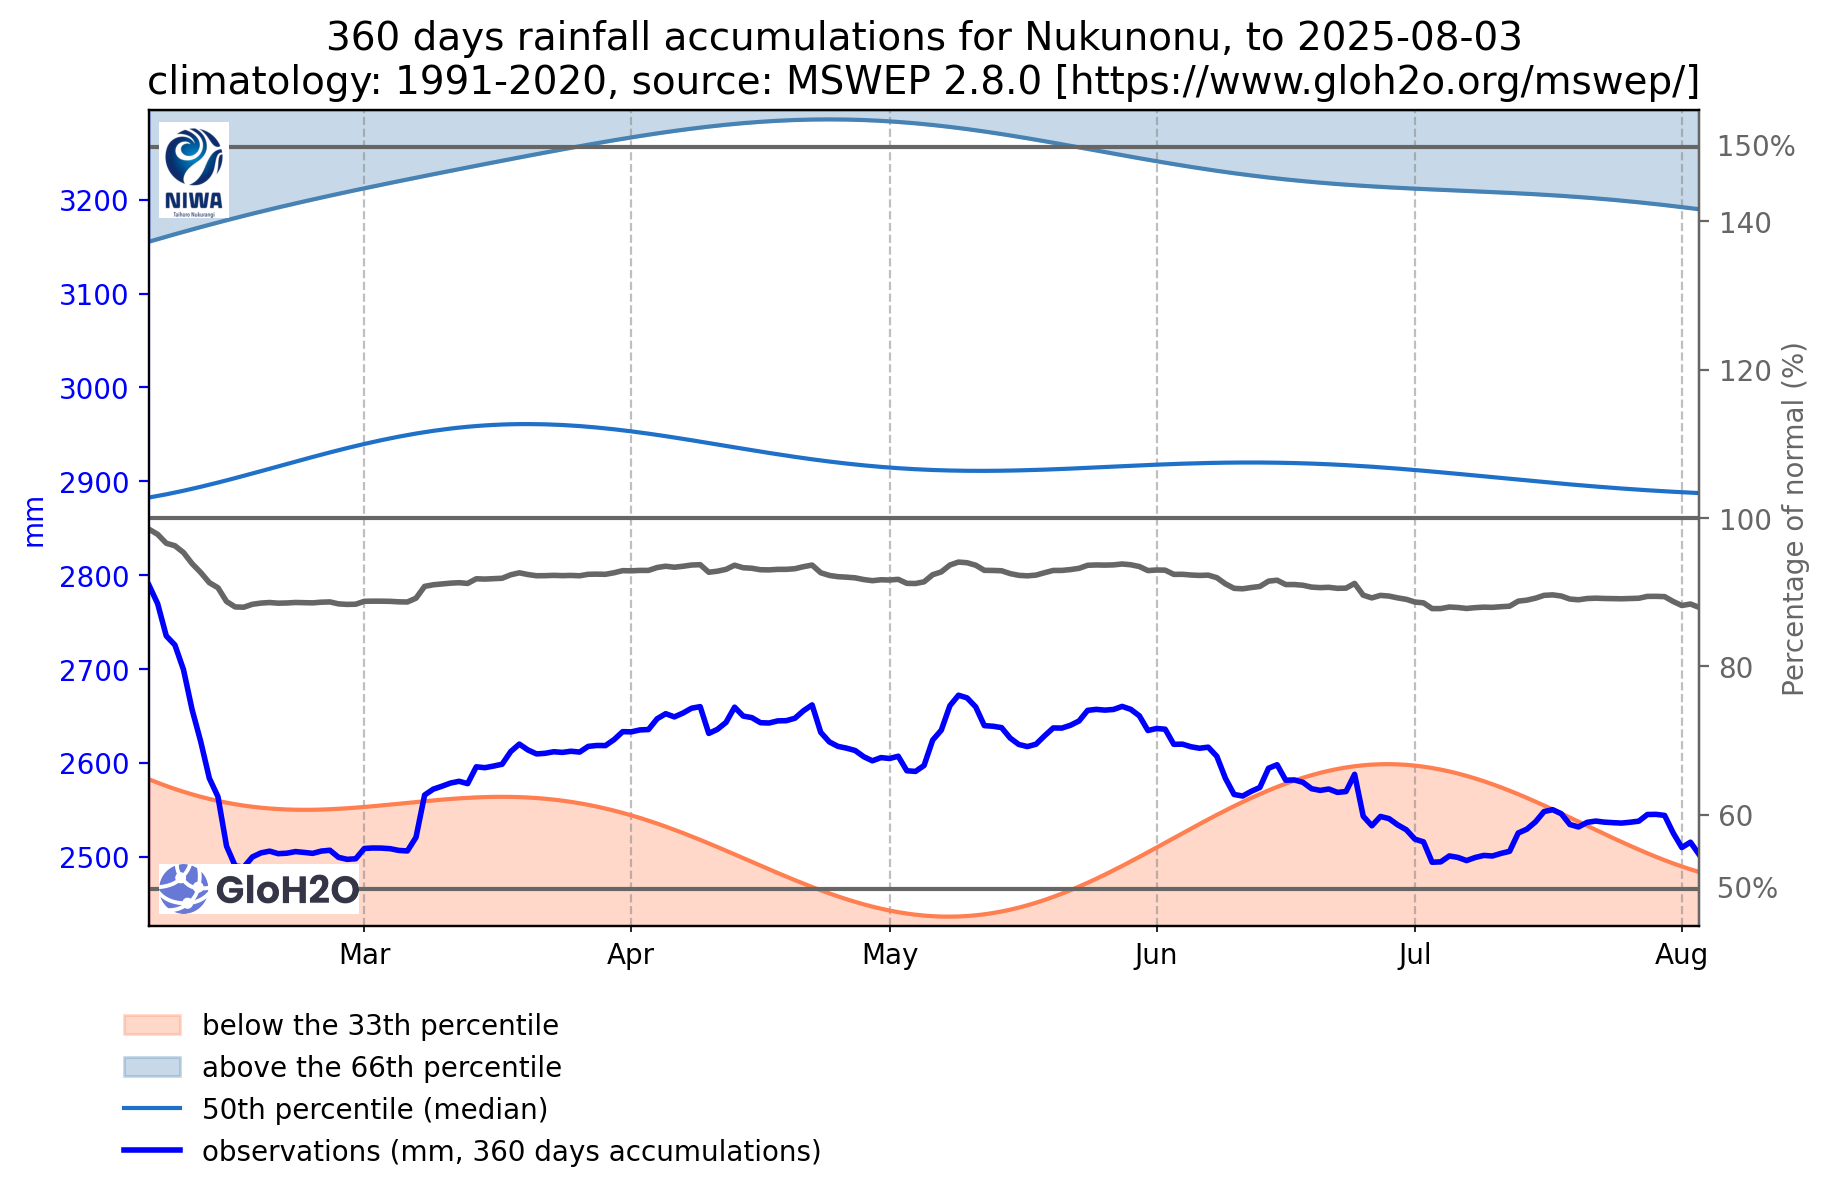 360 days rainfall accumulations for Nukunonu, to 2025-08-03
climatology: 1991-2020, source: MSWEP 2.8.0 [https://www.gloh2o.org/mswep/]
NIWA
Taihoro Nukurangi
3200
3100
3000
2900
2800
2700
2600
2500
mm
150%
140
120
100
80
60
50%
Percentage of normal (%)
GloH2O
Mar
Apr
May
Jun
Jul
Aug
below the 33th percentile
above the 66th percentile
50th percentile (median)
observations (mm, 360 days accumulations)